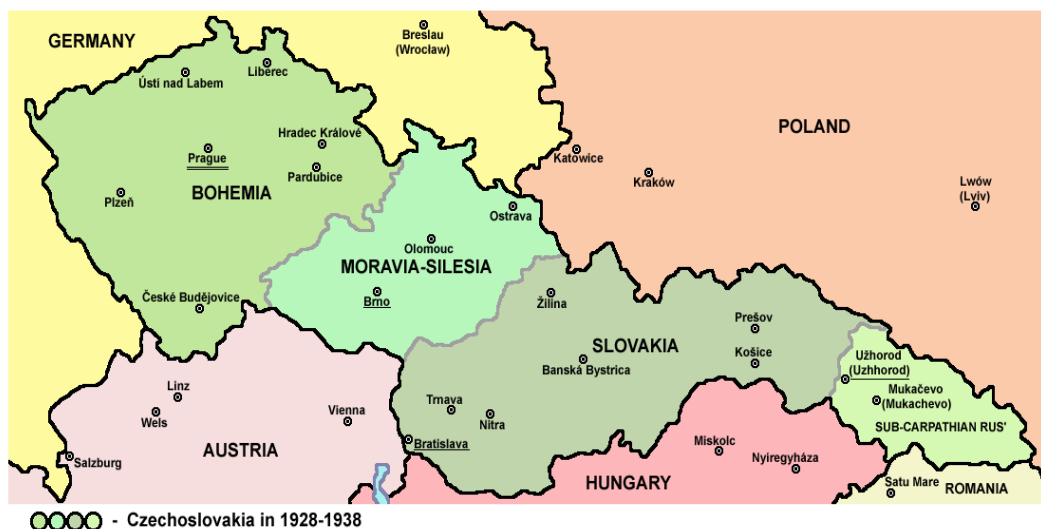 GERMANY
Breslau
(Wrocław)
Liberec
Ústí nad Labem
POLAND
Hradec Králové
Prague
Katowice
Pardubice
Kraków
BOHEMIA
Lwów
(Lviv)
Plzeň
Ostrava
Olomouc
MORAVIA-SILESIA
České Budějovice
Brno
Žilina
Prešov
SLOVAKIA
Košice
Užhorod
(Uzhhorod)
Banská Bystrica
Linz
Mukačevo
(Mukachevo)
Trnava
Vienna
Wels
Nitra
SUB-CARPATHIAN RUS'
Bratislava
AUSTRIA
Miskolc
Salzburg
Nyiregyháza
HUNGARY
Satu Mare
ROMANIA
- Czechoslovakia in 1928-1938